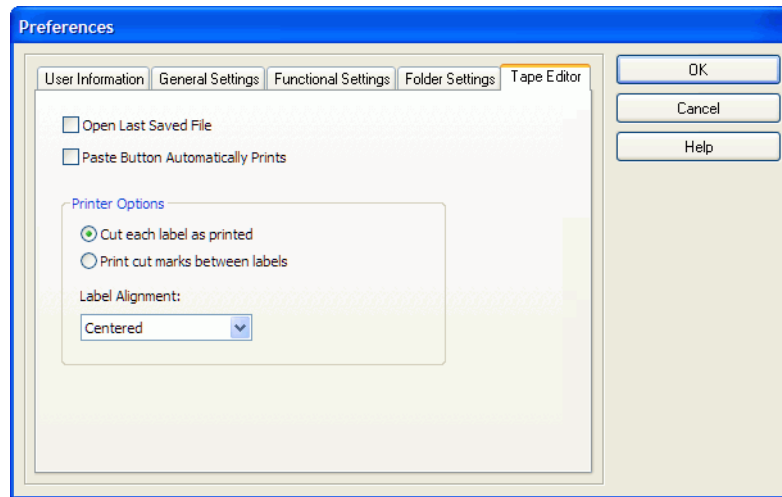 Preferences
User Information General Settings Functional Settings Folder Settings Tape Editor
Open Last Saved File
Paste Button Automatically Prints
Printer Options
Cut each label as printed
Print cut marks between labels
Label Alignment:
Centered
OK
Cancel
Help